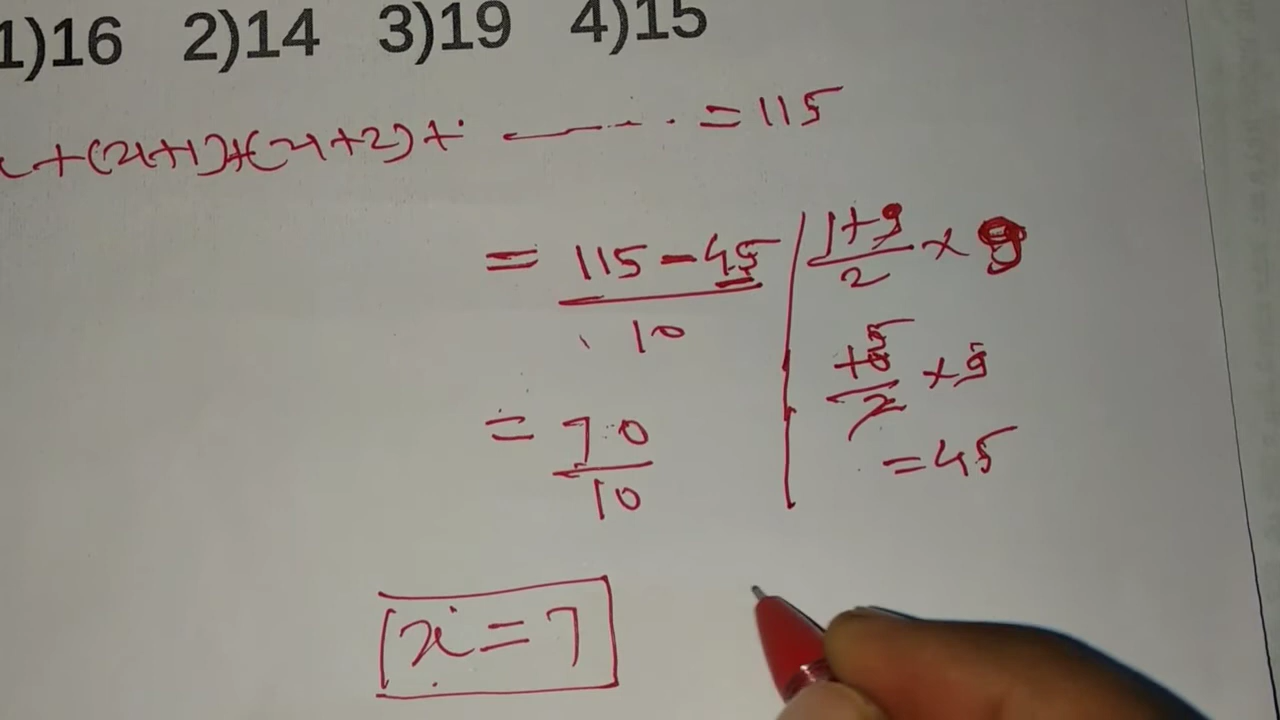 1)16 2)14 3)19 4)15
x+(x+1)+(x+2)+ ------ = 115
= 115-45/10
1+9/2 × 9
10/2 × 9
= 45
= 70/10
x = 7